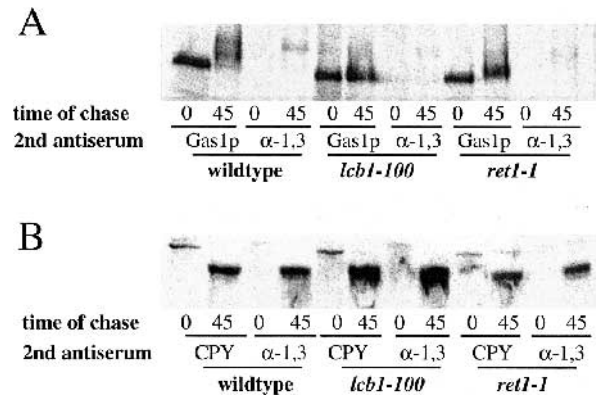 A
time of chase 0 45 0 45 0 45 0 45 0 45 0 45
2nd antiserum Gas1p α-1,3 Gas1p α-1,3 Gas1p α-1,3
wildtype lcb1-100 ret1-1
B
time of chase 0 45 0 45 0 45 0 45 0 45 0 45
2nd antiserum CPY α-1,3 CPY α-1,3 CPY α-1,3
wildtype lcb1-100 ret1-1